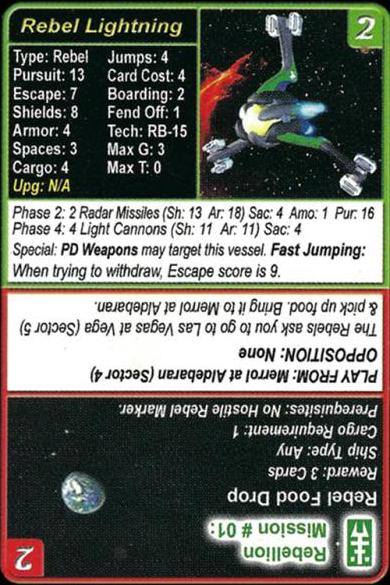 Rebel Lightning
2
Type: Rebel Jumps: 4
Pursuit: 13 Card Cost: 4
Escape: 7 Boarding: 2
Shields: 8 Fend Off: 1
Armor: 4 Tech: RB-15
Spaces: 3 Max G: 3
Cargo: 4 Max T: 0
Upg: N/A
Phase 2: 2 Radar Missiles (Sh: 13 Ar: 18) Sac: 4 Amo: 1 Pur: 16
Phase 4: 4 Light Cannons (Sh: 11 Ar: 11) Sac: 4
Special: PD Weapons may target this vessel. Fast Jumping:
When trying to withdraw, Escape score is 9.
Rebellion
Mission # 01:
2
Rebel Food Drop
Reward: 3 Cards
Ship Type: Any
Cargo Requirement: 1
Prerequisites: No Hostile Rebel Marker.
PLAY FROM: Merrol at Aldebaran (Sector 4)
OPPOSITION: None
The Rebels ask you to go to Las Vegas at Vega (Sector 5)
& pick up food. Bring it to Merrol at Aldebaran.